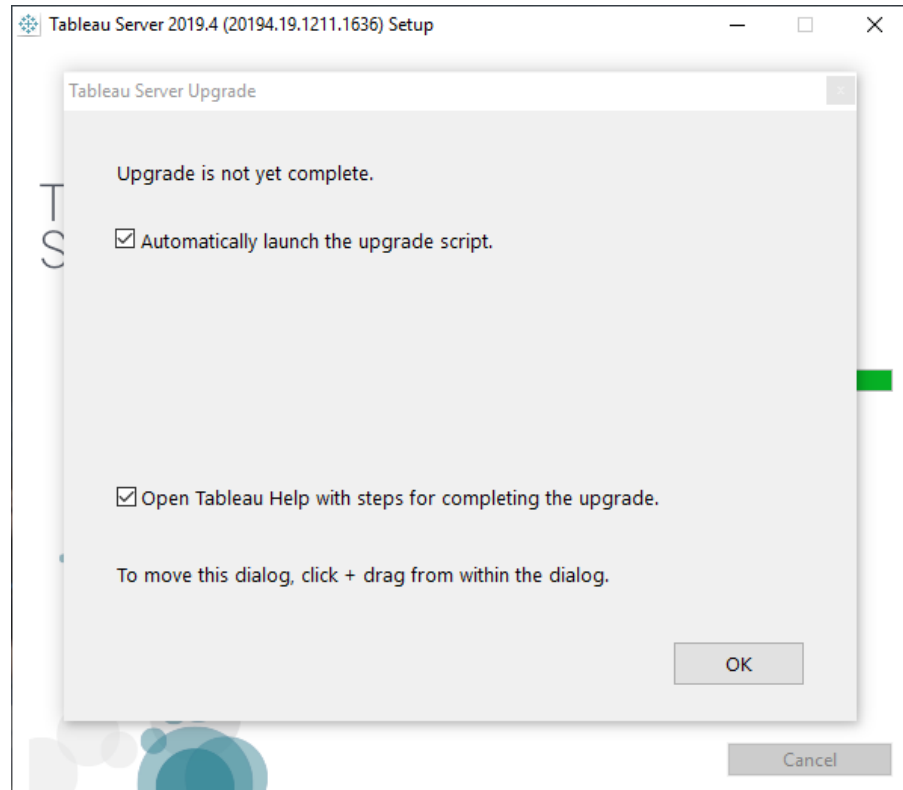 Tableau Server 2019.4 (20194.19.1211.1636) Setup
Tableau Server Upgrade
Upgrade is not yet complete.
T
S
Automatically launch the upgrade script.
Open Tableau Help with steps for completing the upgrade.
To move this dialog, click + drag from within the dialog.
OK
Cancel